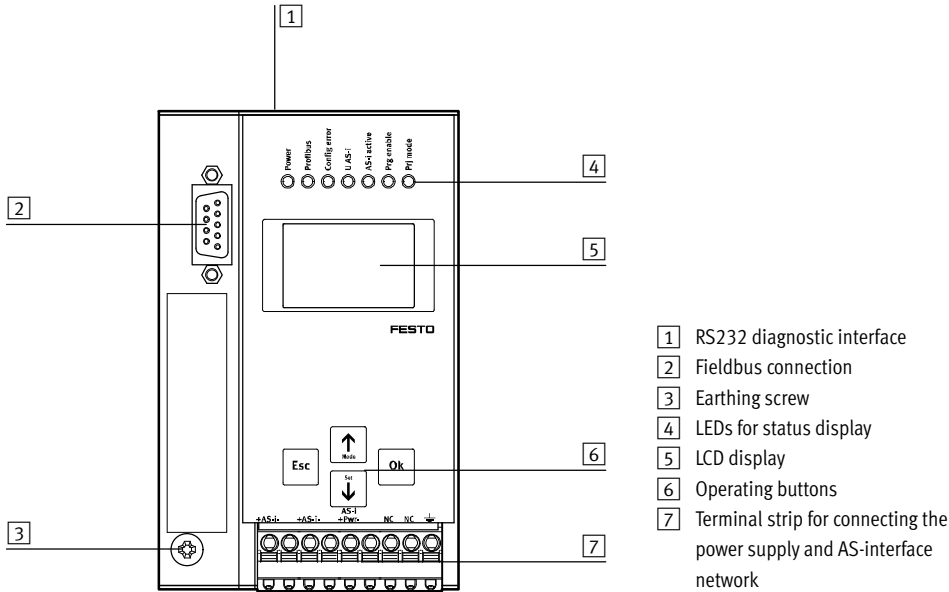 1
Power
Profibus
Config error
U AS-i
AS-i active
Prg enable
Prj mode
4
2
5
FESTO
1 RS232 diagnostic interface
2 Fieldbus connection
3 Earthing screw
4 LEDs for status display
5 LCD display
6 Operating buttons
7 Terminal strip for connecting the
power supply and AS-interface
network
Esc
Mode
Ok
Set
6
AS-i
+AS-i- +AS-i- +Pwr- NC NC
3
7